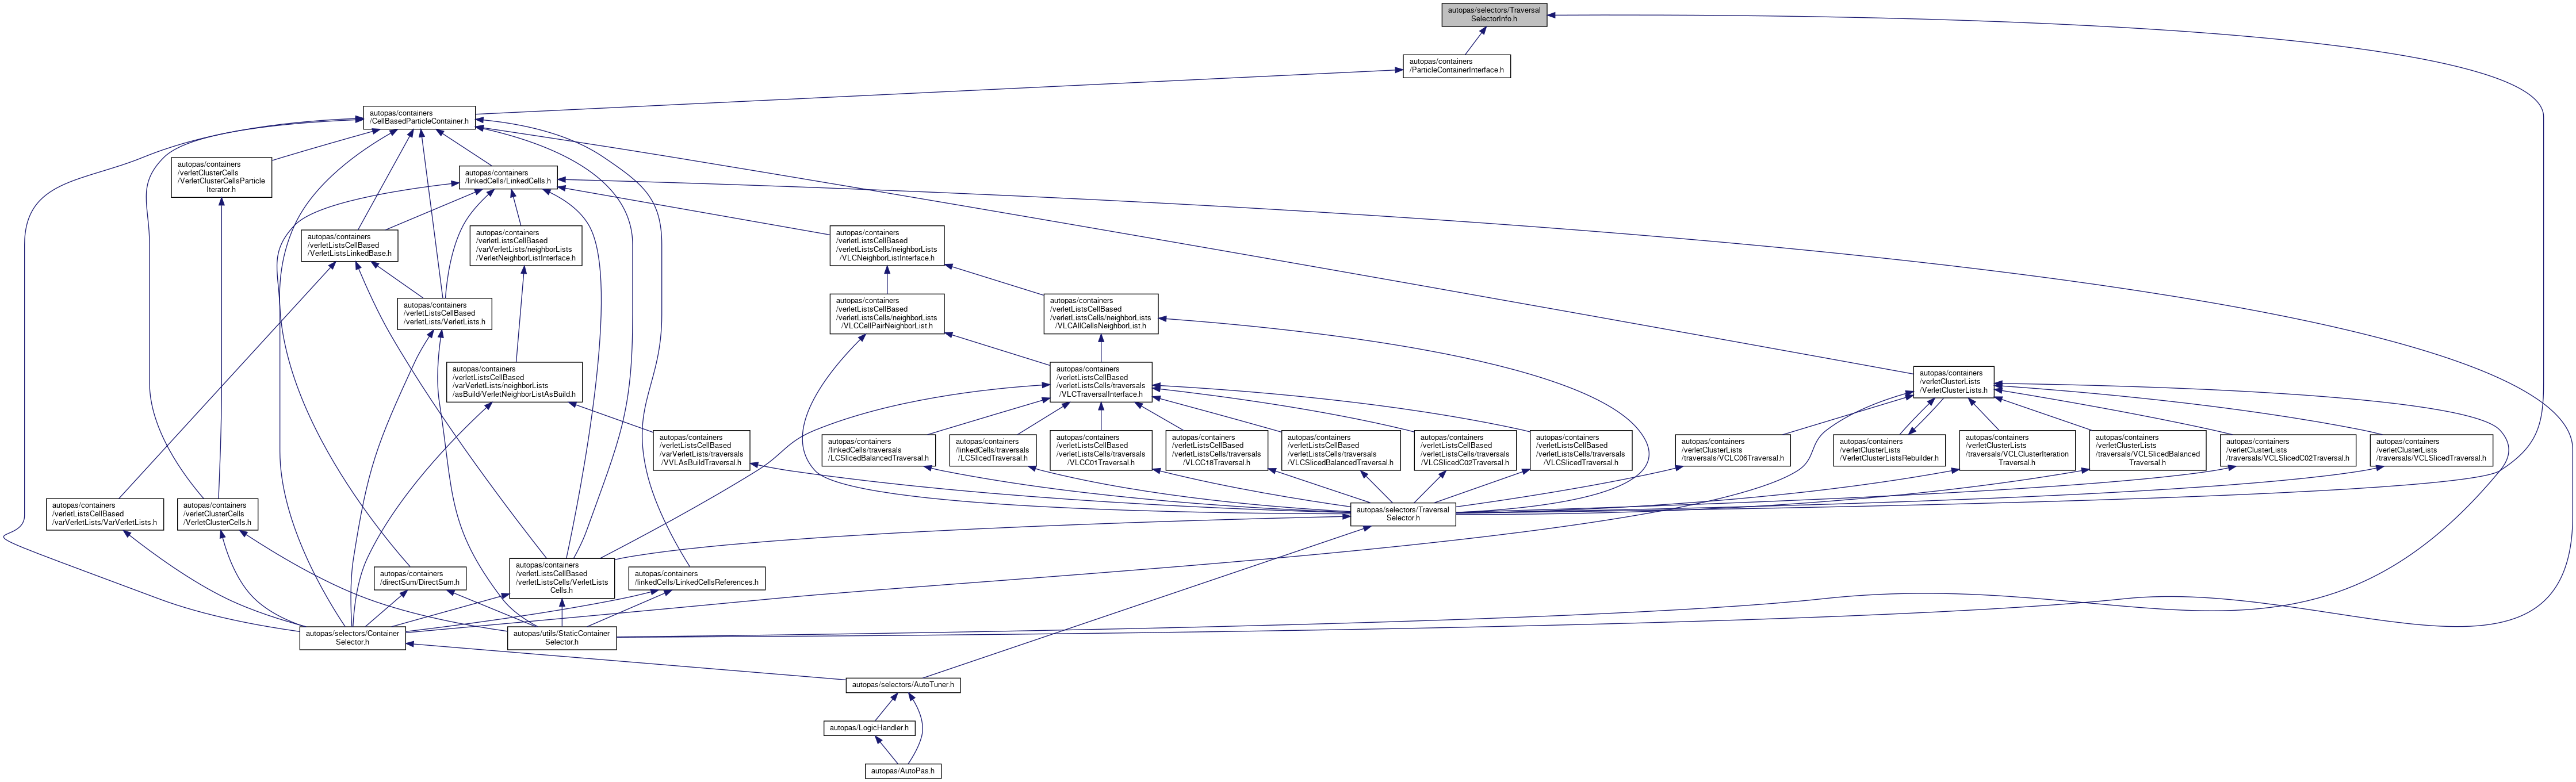 autopas/selectors/Traversal
SelectorInfo.h
autopas/containers
/ParticleContainerInterface.h
autopas/containers
/CellBasedParticleContainer.h
autopas/containers
/verletClusterCells
/VerletClusterCellsParticle
Iterator.h
autopas/containers
/linkedCells/LinkedCells.h
autopas/containers
/verletListsCellBased
/VerletListsLinkedBase.h
autopas/containers
/verletListsCellBased
/varVerletLists/neighborLists
/VerletNeighborListInterface.h
autopas/containers
/verletListsCellBased
/verletListsCells/neighborLists
/VLCNeighborListInterface.h
autopas/containers
/verletListsCellBased
/verletLists/VerletLists.h
autopas/containers
/verletListsCellBased
/verletListsCells/neighborLists
/VLCCellPairNeighborList.h
autopas/containers
/verletListsCellBased
/verletListsCells/neighborLists
/VLCAllCellsNeighborList.h
autopas/containers
/verletListsCellBased
/varVerletLists/neighborLists
/asBuild/VerletNeighborListAsBuild.h
autopas/containers
/verletListsCellBased
/verletListsCells/traversals
/VLCTraversalInterface.h
autopas/containers
/verletClusterLists
/VerletClusterLists.h
autopas/containers
/verletListsCellBased
/varVerletLists/traversals
/VVLAsBuildTraversal.h
autopas/containers
/linkedCells/traversals
/LCSlicedBalancedTraversal.h
autopas/containers
/linkedCells/traversals
/LCSlicedTraversal.h
autopas/containers
/verletListsCellBased
/verletListsCells/traversals
/VLCC01Traversal.h
autopas/containers
/verletListsCellBased
/verletListsCells/traversals
/VLCC18Traversal.h
autopas/containers
/verletListsCellBased
/verletListsCells/traversals
/VLCSlicedBalancedTraversal.h
autopas/containers
/verletListsCellBased
/verletListsCells/traversals
/VLCSlicedC02Traversal.h
autopas/containers
/verletListsCellBased
/verletListsCells/traversals
/VLCSlicedTraversal.h
autopas/containers
/verletClusterLists
/traversals/VCLC06Traversal.h
autopas/containers
/verletClusterLists
/VerletClusterListsRebuilder.h
autopas/containers
/verletClusterLists
/traversals/VCLClusterIteration
Traversal.h
autopas/containers
/verletClusterLists
/traversals/VCLSlicedBalanced
Traversal.h
autopas/containers
/verletClusterLists
/traversals/VCLSlicedC02Traversal.h
autopas/containers
/verletClusterLists
/traversals/VCLSlicedTraversal.h
autopas/containers
/verletListsCellBased
/varVerletLists/VarVerletLists.h
autopas/containers
/verletClusterCells
/VerletClusterCells.h
autopas/selectors/Traversal
Selector.h
autopas/containers
/directSum/DirectSum.h
autopas/containers
/verletListsCellBased
/verletListsCells/VerletLists
Cells.h
autopas/containers
/linkedCells/LinkedCellsReferences.h
autopas/selectors/Container
Selector.h
autopas/utils/StaticContainer
Selector.h
autopas/selectors/AutoTuner.h
autopas/LogicHandler.h
autopas/AutoPas.h